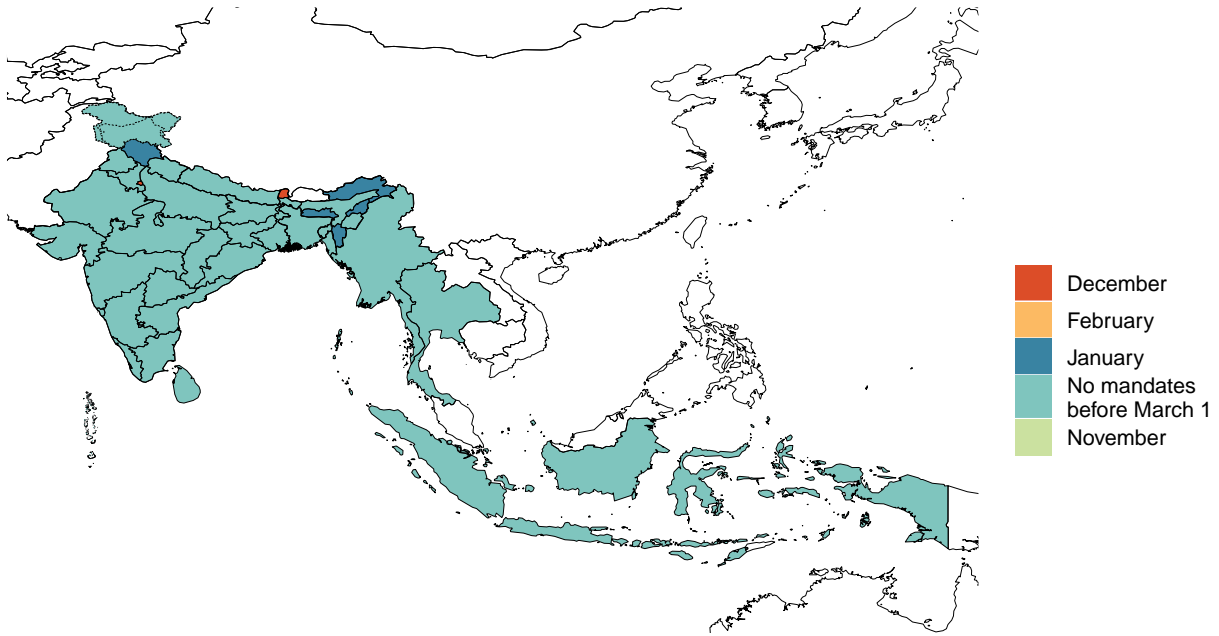 December
February
January
No mandates
before March 1
November